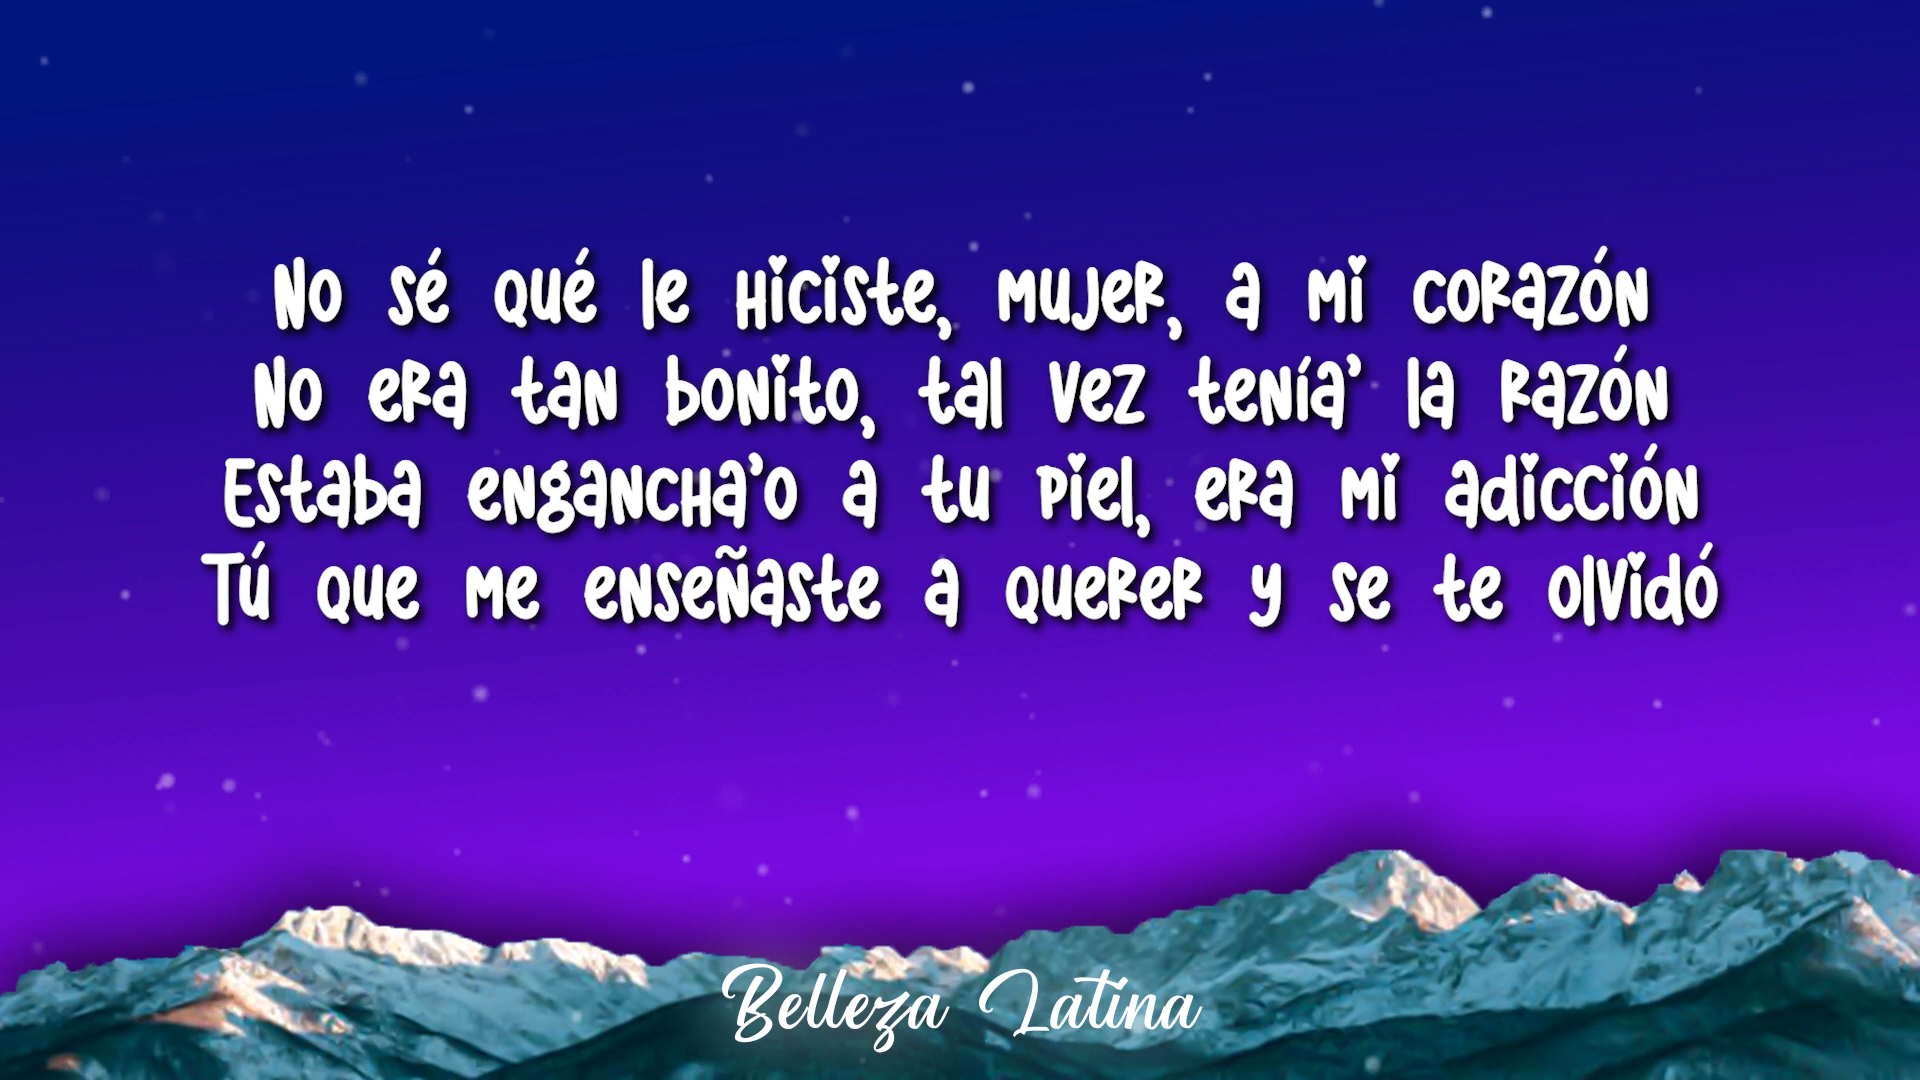 No sé qué le hiciste, mujer, a mi corazón
No era tan bonito, tal vez tenía' la razón
Estaba engancha'o a tu piel, era mi adicción
Tú que me enseñaste a querer y se te olvidó
Belleza Latina